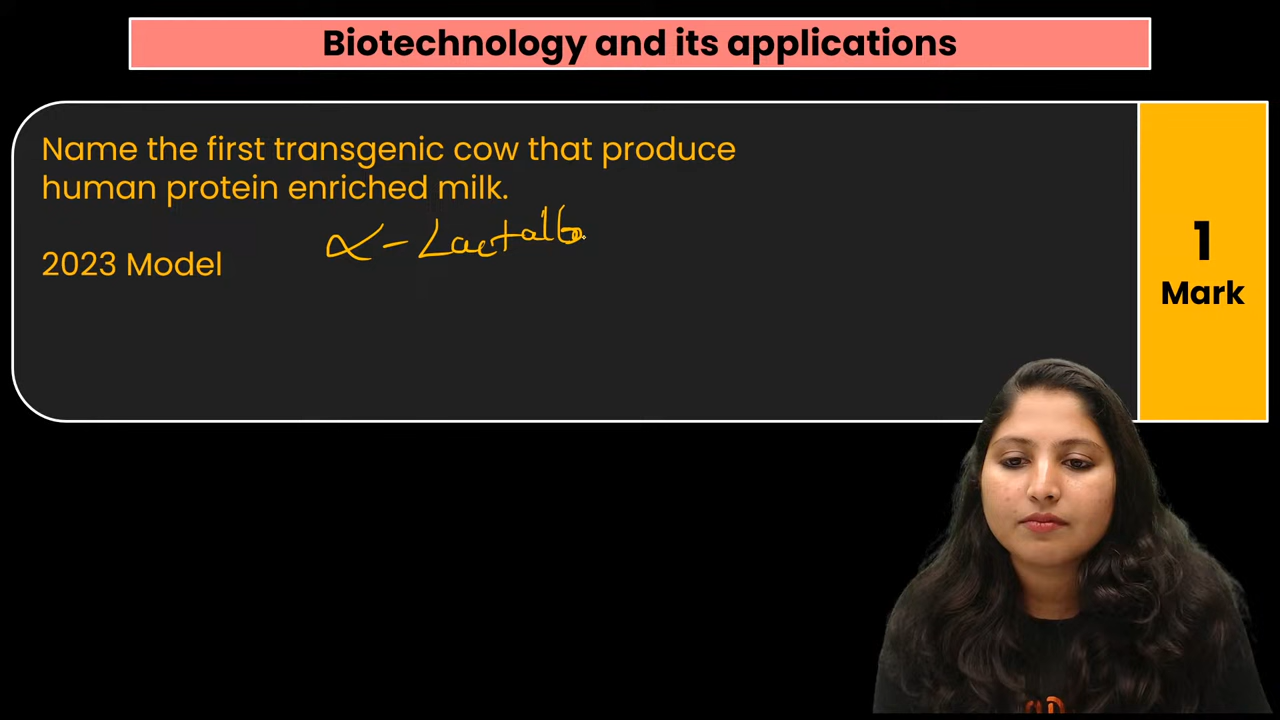 Biotechnology and its applications
Name the first transgenic cow that produce
human protein enriched milk.
α-Lactalb
2023 Model
1
Mark